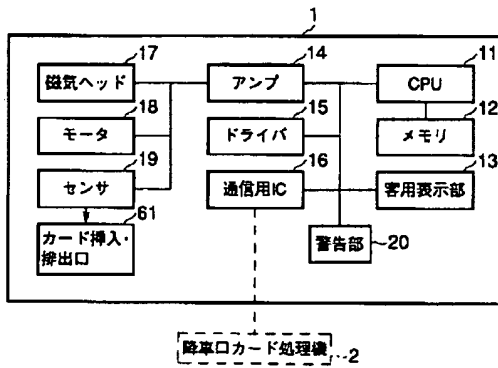 1
17
磁気ヘッド
14
アンプ
11
CPU
18
モータ
15
ドライバ
12
メモリ
19
センサ
16
通信用IC
13
客用表示部
61
カード挿入・
排出口
警告部
20
降車口カード処理機
2